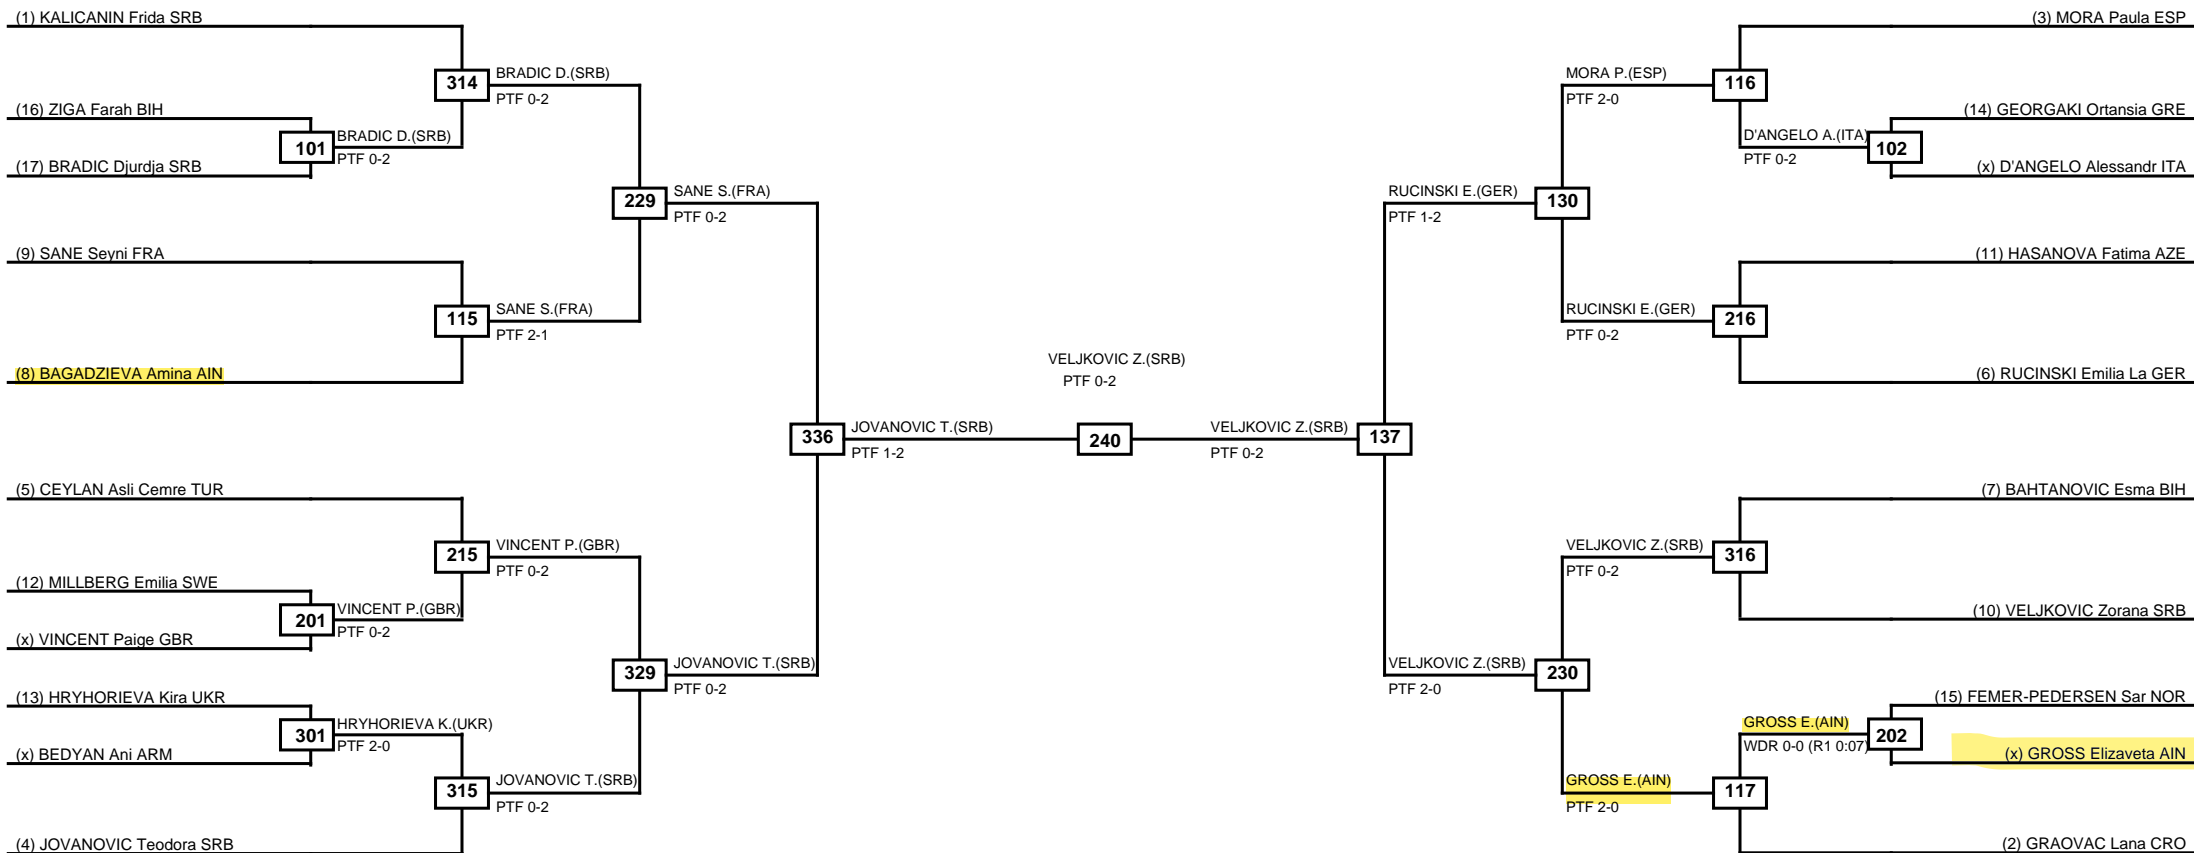 (1) KALICANIN Frida SRB
314
BRADIC D.(SRB)
PTF 0-2
(16) ZIGA Farah BIH
101
BRADIC D.(SRB)
PTF 0-2
(17) BRADIC Djurdja SRB
229
SANE S.(FRA)
PTF 0-2
(9) SANE Seyni FRA
115
SANE S.(FRA)
PTF 2-1
(8) BAGADZIEVA Amina AIN
336
JOVANOVIC T.(SRB)
PTF 1-2
(5) CEYLAN Asli Cemre TUR
215
VINCENT P.(GBR)
PTF 0-2
(12) MILLBERG Emilia SWE
201
VINCENT P.(GBR)
PTF 0-2
(x) VINCENT Paige GBR
329
JOVANOVIC T.(SRB)
PTF 0-2
(13) HRYHORIEVA Kira UKR
301
HRYHORIEVA K.(UKR)
PTF 2-0
(x) BEDYAN Ani ARM
315
JOVANOVIC T.(SRB)
PTF 0-2
(4) JOVANOVIC Teodora SRB
VELJKOVIC Z.(SRB)
PTF 0-2
240
(3) MORA Paula ESP
MORA P.(ESP)
PTF 2-0
116
(14) GEORGAKI Ortansia GRE
D'ANGELO A.(ITA)
PTF 0-2
102
(x) D'ANGELO Alessandr ITA
RUCINSKI E.(GER)
PTF 1-2
130
(11) HASANOVA Fatima AZE
RUCINSKI E.(GER)
PTF 0-2
216
(6) RUCINSKI Emilia La GER
VELJKOVIC Z.(SRB)
PTF 0-2
137
(7) BAHTANOVIC Esma BIH
VELJKOVIC Z.(SRB)
PTF 0-2
316
(10) VELJKOVIC Zorana SRB
VELJKOVIC Z.(SRB)
PTF 2-0
230
(15) FEMER-PEDERSEN Sar NOR
GROSS E.(AIN)
WDR 0-0 (R1 0:07)
202
(x) GROSS Elizaveta AIN
GROSS E.(AIN)
PTF 2-0
117
(2) GRAOVAC Lana CRO